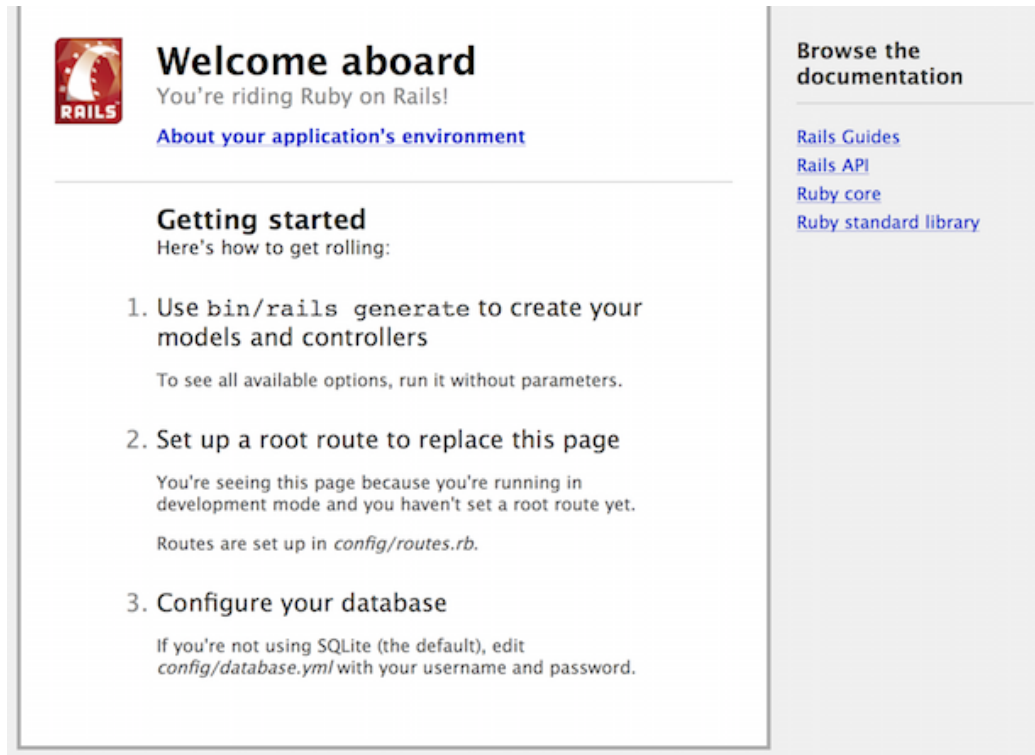 RAILS
Welcome aboard
You're riding Ruby on Rails!
About your application's environment
Getting started
Here's how to get rolling:
1. Use bin/rails generate to create your
models and controllers
To see all available options, run it without parameters.
2. Set up a root route to replace this page
You're seeing this page because you're running in
development mode and you haven't set a root route yet.
Routes are set up in config/routes.rb.
3. Configure your database
If you're not using SQLite (the default), edit
config/database.yml with your username and password.
Browse the
documentation
Rails Guides
Rails API
Ruby core
Ruby standard library